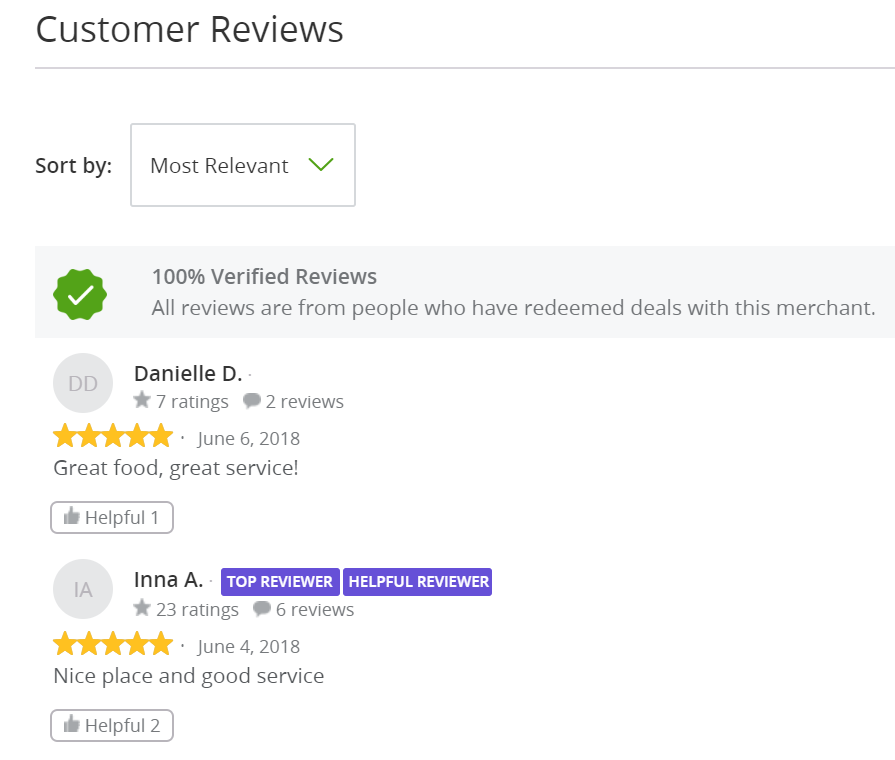 Customer Reviews
Sort by: Most Relevant
100% Verified Reviews
All reviews are from people who have redeemed deals with this merchant.
DD Danielle D. ·
7 ratings 2 reviews
· June 6, 2018
Great food, great service!
Helpful 1
IA Inna A. · TOP REVIEWER HELPFUL REVIEWER
23 ratings 6 reviews
· June 4, 2018
Nice place and good service
Helpful 2